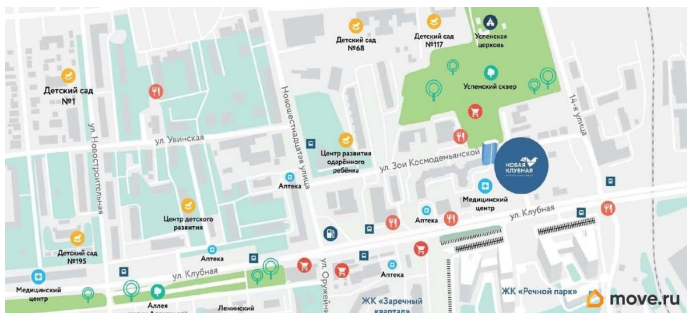 Детский сад
№68
Детский сад
№117
Успенская
церковь
Детский сад
№1
Успенский сквер
ул. Новостроительная
ул. Увинская
Новошестнадцатая улица
14-я улица
Центр развития
одарённого
ребёнка
ул. Зои Космодемьянской
НОВАЯ
КЛУБНАЯ
Аптека
Медицинский
центр
Центр детского
развития
Аптека
ул. Клубная
Детский сад
№195
Аптека
Аптека
ул. Клубная
Медицинский
центр
Аллея
ул. Оружей
ЖК «Заречный
квартал»
ЖК «Речной парк»
Ленинский
move.ru